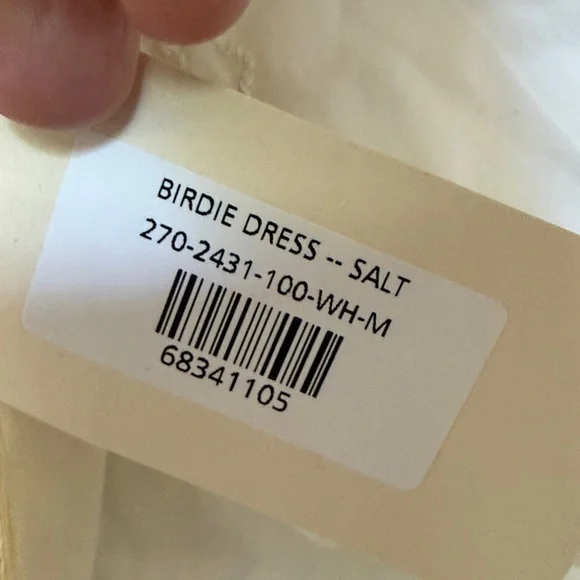 BIRDIE DRESS -- SALT
270-2431-100-WH-M
68341105